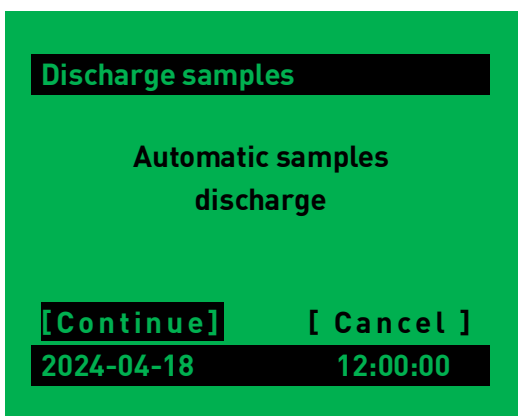 Discharge samples
Automatic samples
discharge
[Continue] [ Cancel ]
2024-04-18 12:00:00